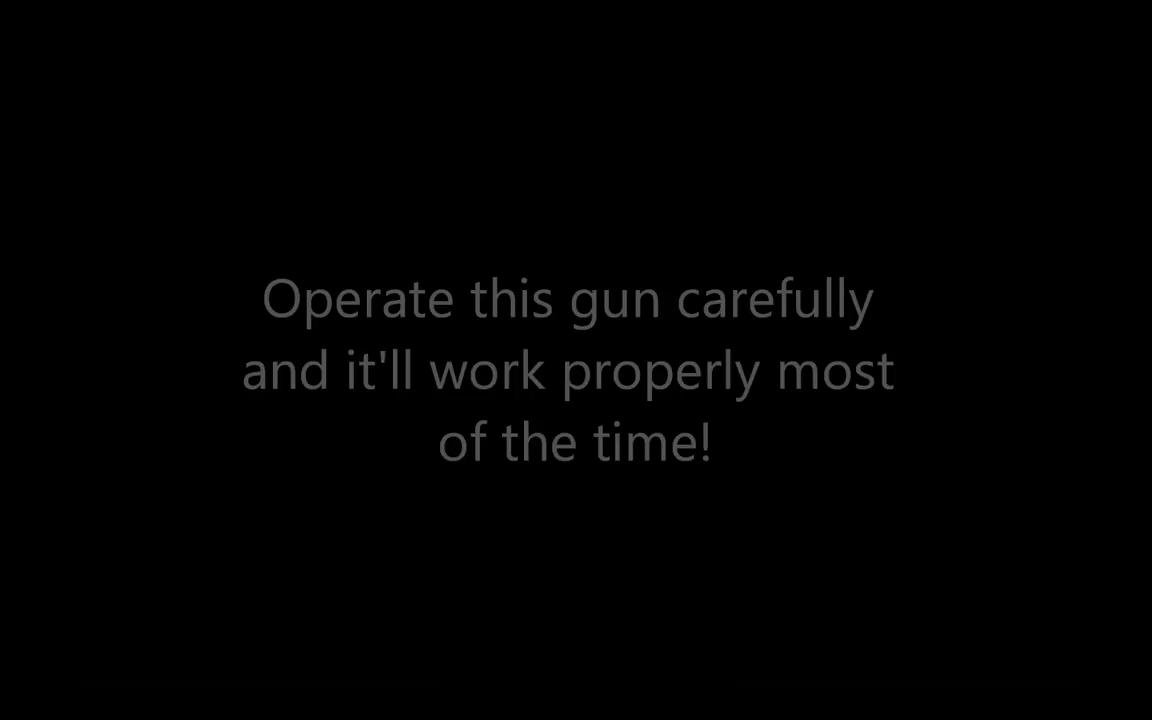 Operate this gun carefully
and it'll work properly most
of the time!